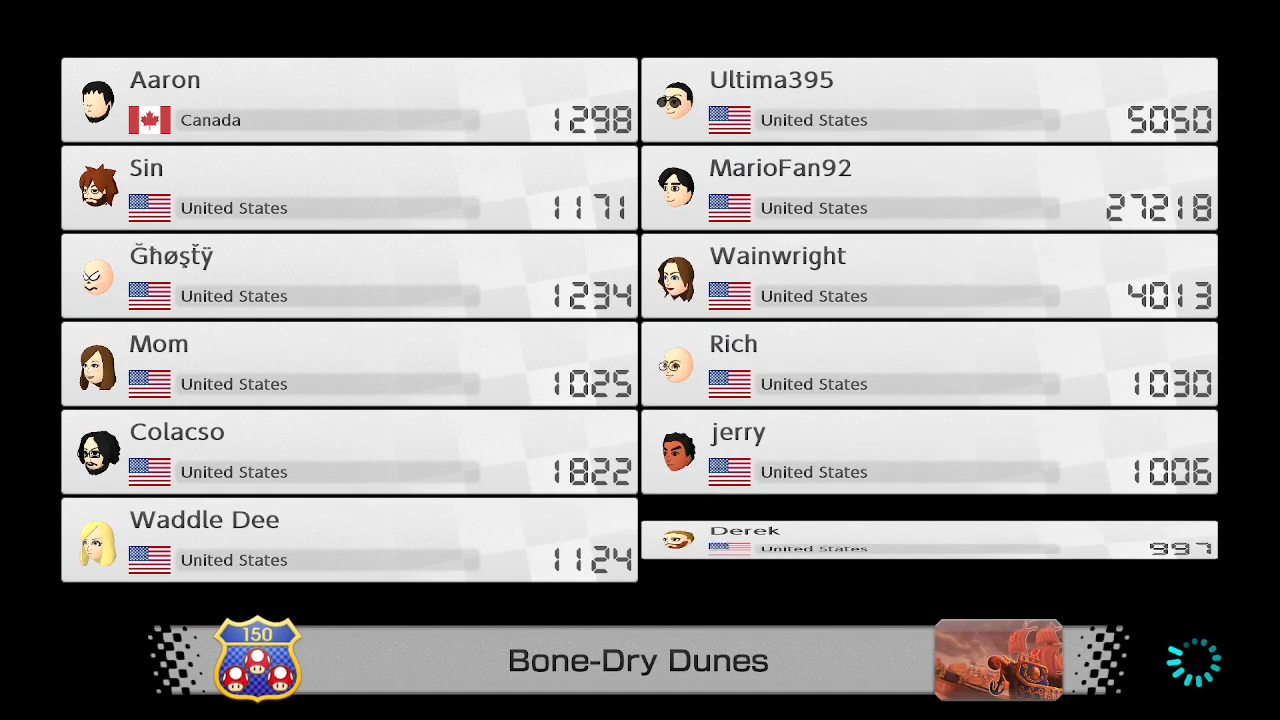 Aaron
Canada 1298
Ultima395
United States 5050
Sin
United States 1171
MarioFan92
United States 27218
Ğħøşťÿ
United States 1234
Wainwright
United States 4013
Mom
United States 1025
Rich
United States 1030
Colacso
United States 1822
jerry
United States 1006
Waddle Dee
United States 1124
Derek
United States 997
150
Bone-Dry Dunes